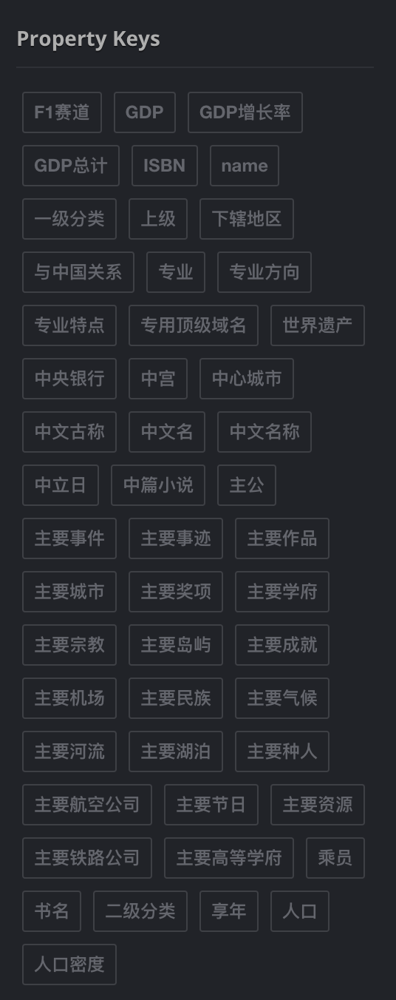 Property Keys
F1赛道 GDP GDP增长率
GDP总计 ISBN name
一级分类 上级 下辖地区
与中国关系 专业 专业方向
专业特点 专用顶级域名 世界遗产
中央银行 中宫 中心城市
中文古称 中文名 中文名称
中立日 中篇小说 主公
主要事件 主要事迹 主要作品
主要城市 主要奖项 主要学府
主要宗教 主要岛屿 主要成就
主要机场 主要民族 主要气候
主要河流 主要湖泊 主要种人
主要航空公司 主要节日 主要资源
主要铁路公司 主要高等学府 乘员
书名 二级分类 享年 人口
人口密度